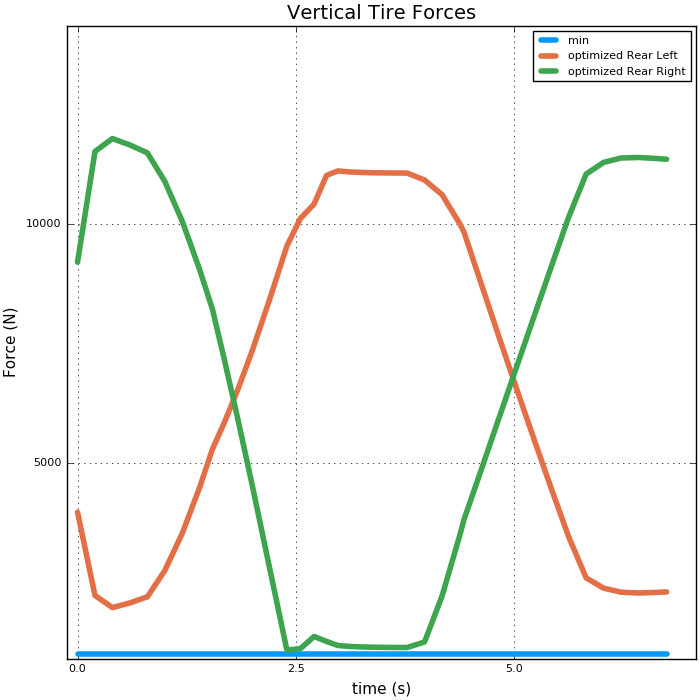 Vertical Tire Forces
min
optimized Rear Left
optimized Rear Right
10000
5000
Force (N)
0.0
2.5
5.0
time (s)